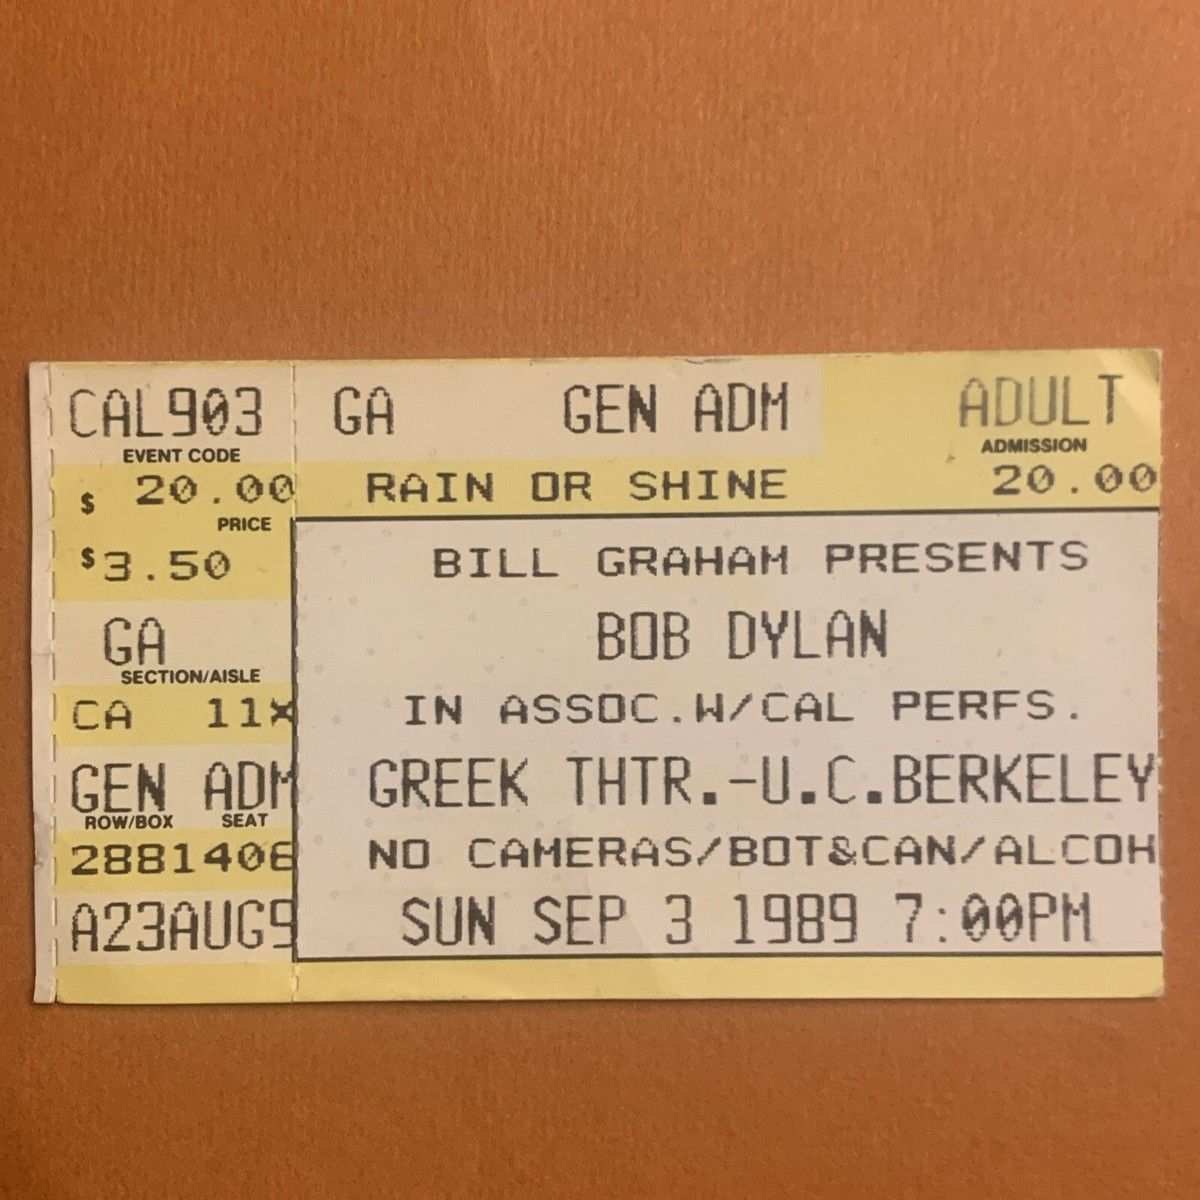 CAL903
EVENT CODE
$ 20.00
PRICE
$3.50
GA
SECTION/AISLE
CA 11X
GEN ADM
ROW/BOX SEAT
2881406
A23AUG9
GA GEN ADM ADULT
ADMISSION
RAIN OR SHINE 20.00
BILL GRAHAM PRESENTS
BOB DYLAN
IN ASSOC.W/CAL PERFS.
GREEK THTR.-U.C.BERKELEY
NO CAMERAS/BOT&CAN/ALCOH
SUN SEP 3 1989 7:00PM